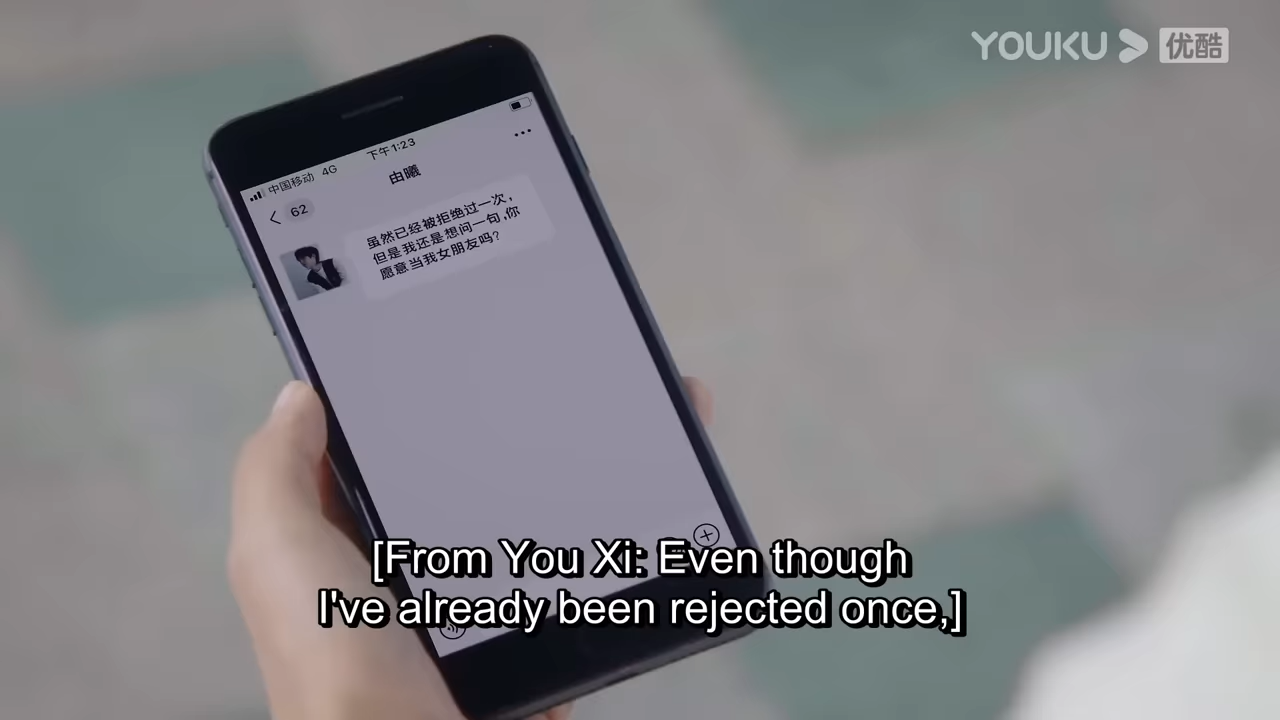 YOUKU 优酷
中国移动 4G 下午1:23
62
由曦
虽然已经被拒绝过一次，
但是我还是想问一句，你
愿意当我女朋友吗？
[From You Xi: Even though
I've already been rejected once,]